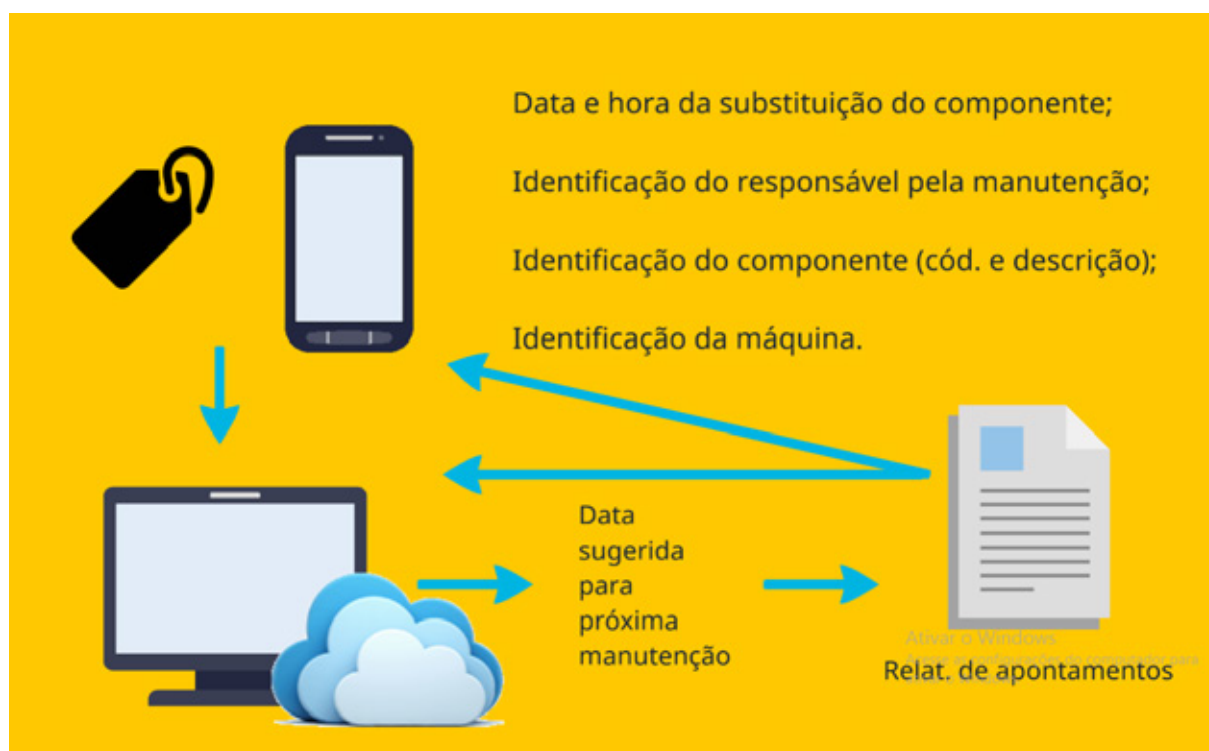 Data e hora da substituição do componente;
Identificação do responsável pela manutenção;
Identificação do componente (cód. e descrição);
Identificação da máquina.
Data
sugerida
para
próxima
manutenção
Ativar o Windows
Relat. de apontamentos